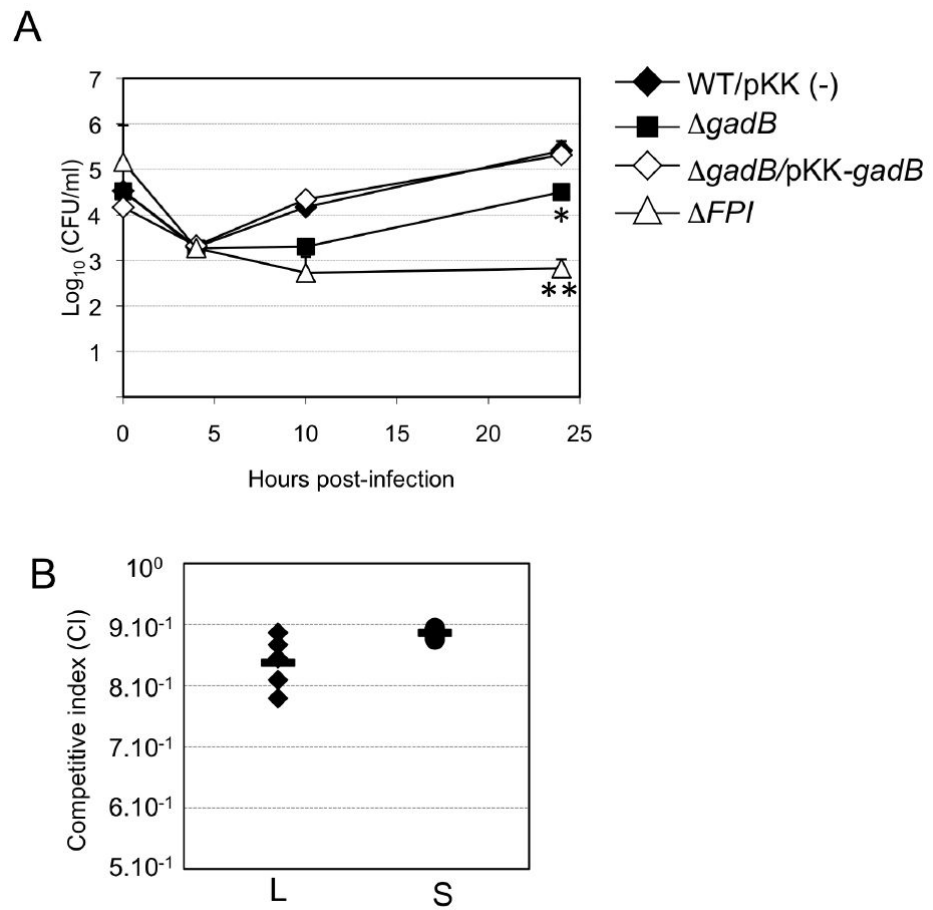 A
7
6
5
4
3
2
1
Log10 (CFU/ml)
0 5 10 15 20 25
Hours post-infection
WT/pKK (-)
ΔgadB
ΔgadB/pKK-gadB
ΔFPI
*
**
B
10⁰
9.10⁻¹
8.10⁻¹
7.10⁻¹
6.10⁻¹
5.10⁻¹
Competitive index (CI)
L S